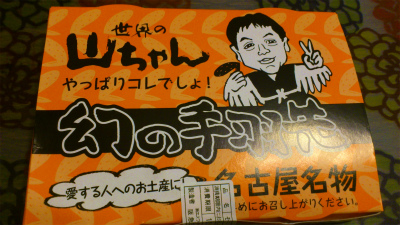 世界の
山ちゃん
やっぱりコレでしょ!
幻の手羽先
愛する人へのお土産に
名古屋名物
めにお召し上がりください。